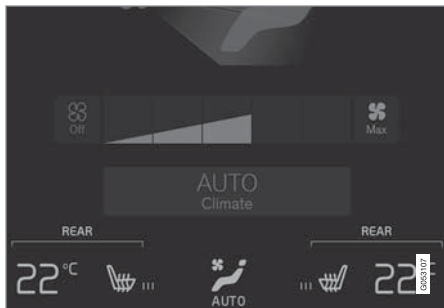 Off
Max
AUTO
Climate
REAR
REAR
22°C
22
AUTO
G053107